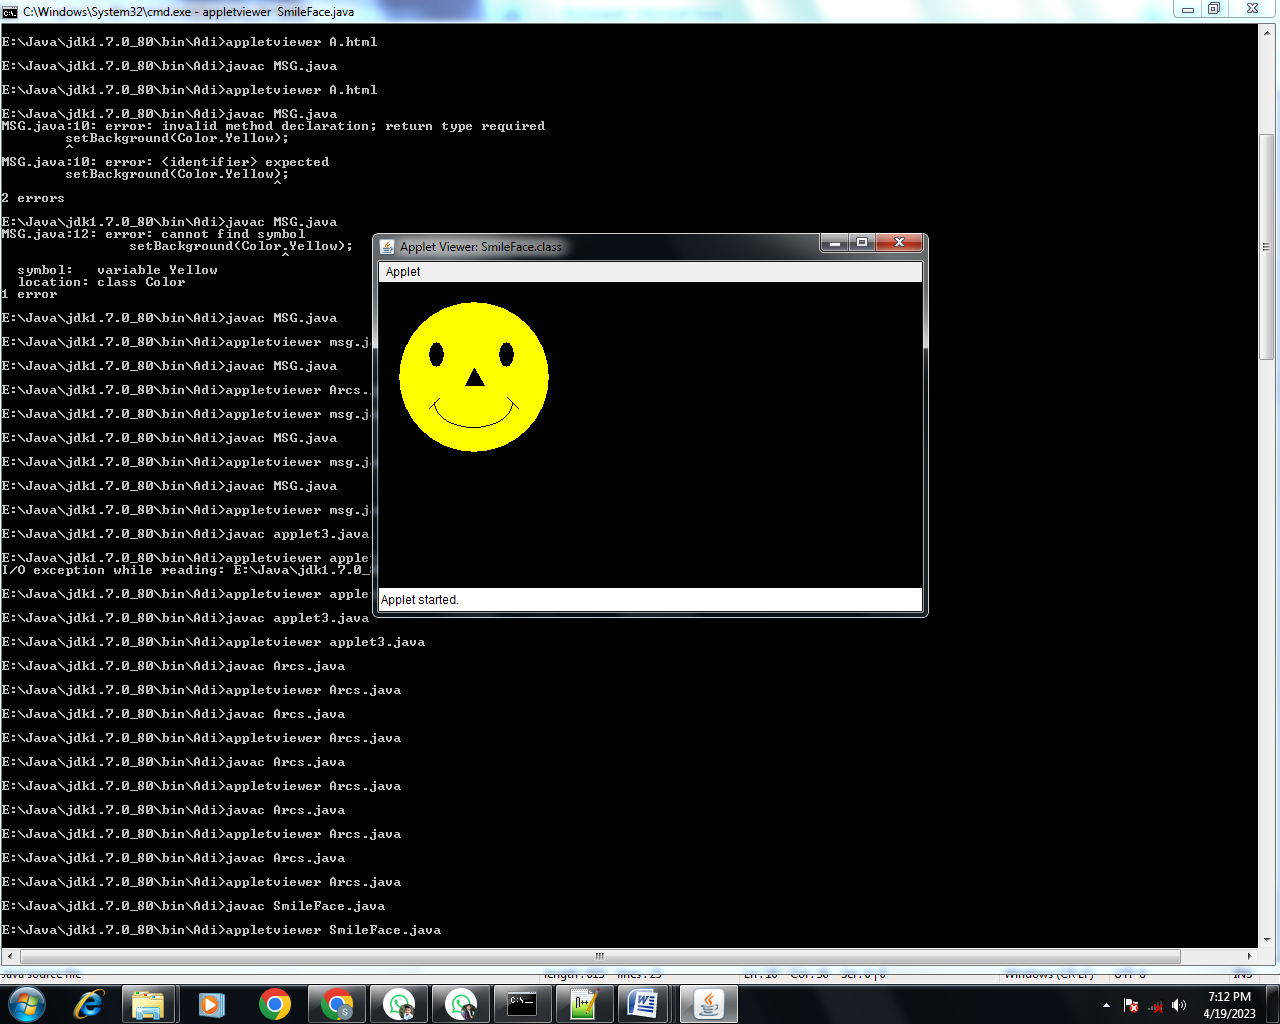 C:\Windows\System32\cmd.exe - appletviewer  SmileFace.java
E:\Java\jdk1.7.0_80\bin\Adi>appletviewer A.html
E:\Java\jdk1.7.0_80\bin\Adi>javac MSG.java
E:\Java\jdk1.7.0_80\bin\Adi>appletviewer A.html
E:\Java\jdk1.7.0_80\bin\Adi>javac MSG.java
MSG.java:10: error: invalid method declaration; return type required
        setBackground(Color.Yellow);
        ^
MSG.java:10: error: <identifier> expected
        setBackground(Color.Yellow);
                                  ^
2 errors
E:\Java\jdk1.7.0_80\bin\Adi>javac MSG.java
MSG.java:12: error: cannot find symbol
                setBackground(Color.Yellow);
                                   ^
  symbol:   variable Yellow
  location: class Color
1 error
E:\Java\jdk1.7.0_80\bin\Adi>javac MSG.java
E:\Java\jdk1.7.0_80\bin\Adi>appletviewer msg.j
E:\Java\jdk1.7.0_80\bin\Adi>javac MSG.java
E:\Java\jdk1.7.0_80\bin\Adi>appletviewer Arcs.
E:\Java\jdk1.7.0_80\bin\Adi>appletviewer msg.j
E:\Java\jdk1.7.0_80\bin\Adi>javac MSG.java
E:\Java\jdk1.7.0_80\bin\Adi>appletviewer msg.j
E:\Java\jdk1.7.0_80\bin\Adi>javac MSG.java
E:\Java\jdk1.7.0_80\bin\Adi>appletviewer msg.j
E:\Java\jdk1.7.0_80\bin\Adi>javac applet3.java
E:\Java\jdk1.7.0_80\bin\Adi>appletviewer apple
I/O exception while reading: E:\Java\jdk1.7.0_
E:\Java\jdk1.7.0_80\bin\Adi>appletviewer apple
E:\Java\jdk1.7.0_80\bin\Adi>javac applet3.java
E:\Java\jdk1.7.0_80\bin\Adi>appletviewer applet3.java
E:\Java\jdk1.7.0_80\bin\Adi>javac Arcs.java
E:\Java\jdk1.7.0_80\bin\Adi>appletviewer Arcs.java
E:\Java\jdk1.7.0_80\bin\Adi>javac Arcs.java
E:\Java\jdk1.7.0_80\bin\Adi>appletviewer Arcs.java
E:\Java\jdk1.7.0_80\bin\Adi>javac Arcs.java
E:\Java\jdk1.7.0_80\bin\Adi>appletviewer Arcs.java
E:\Java\jdk1.7.0_80\bin\Adi>javac Arcs.java
E:\Java\jdk1.7.0_80\bin\Adi>appletviewer Arcs.java
E:\Java\jdk1.7.0_80\bin\Adi>javac Arcs.java
E:\Java\jdk1.7.0_80\bin\Adi>appletviewer Arcs.java
E:\Java\jdk1.7.0_80\bin\Adi>javac SmileFace.java
E:\Java\jdk1.7.0_80\bin\Adi>appletviewer SmileFace.java
Applet Viewer: SmileFace.class
Applet
Applet started.
Java source file
Windows (CR LF)
INS
7:12 PM
4/19/2023